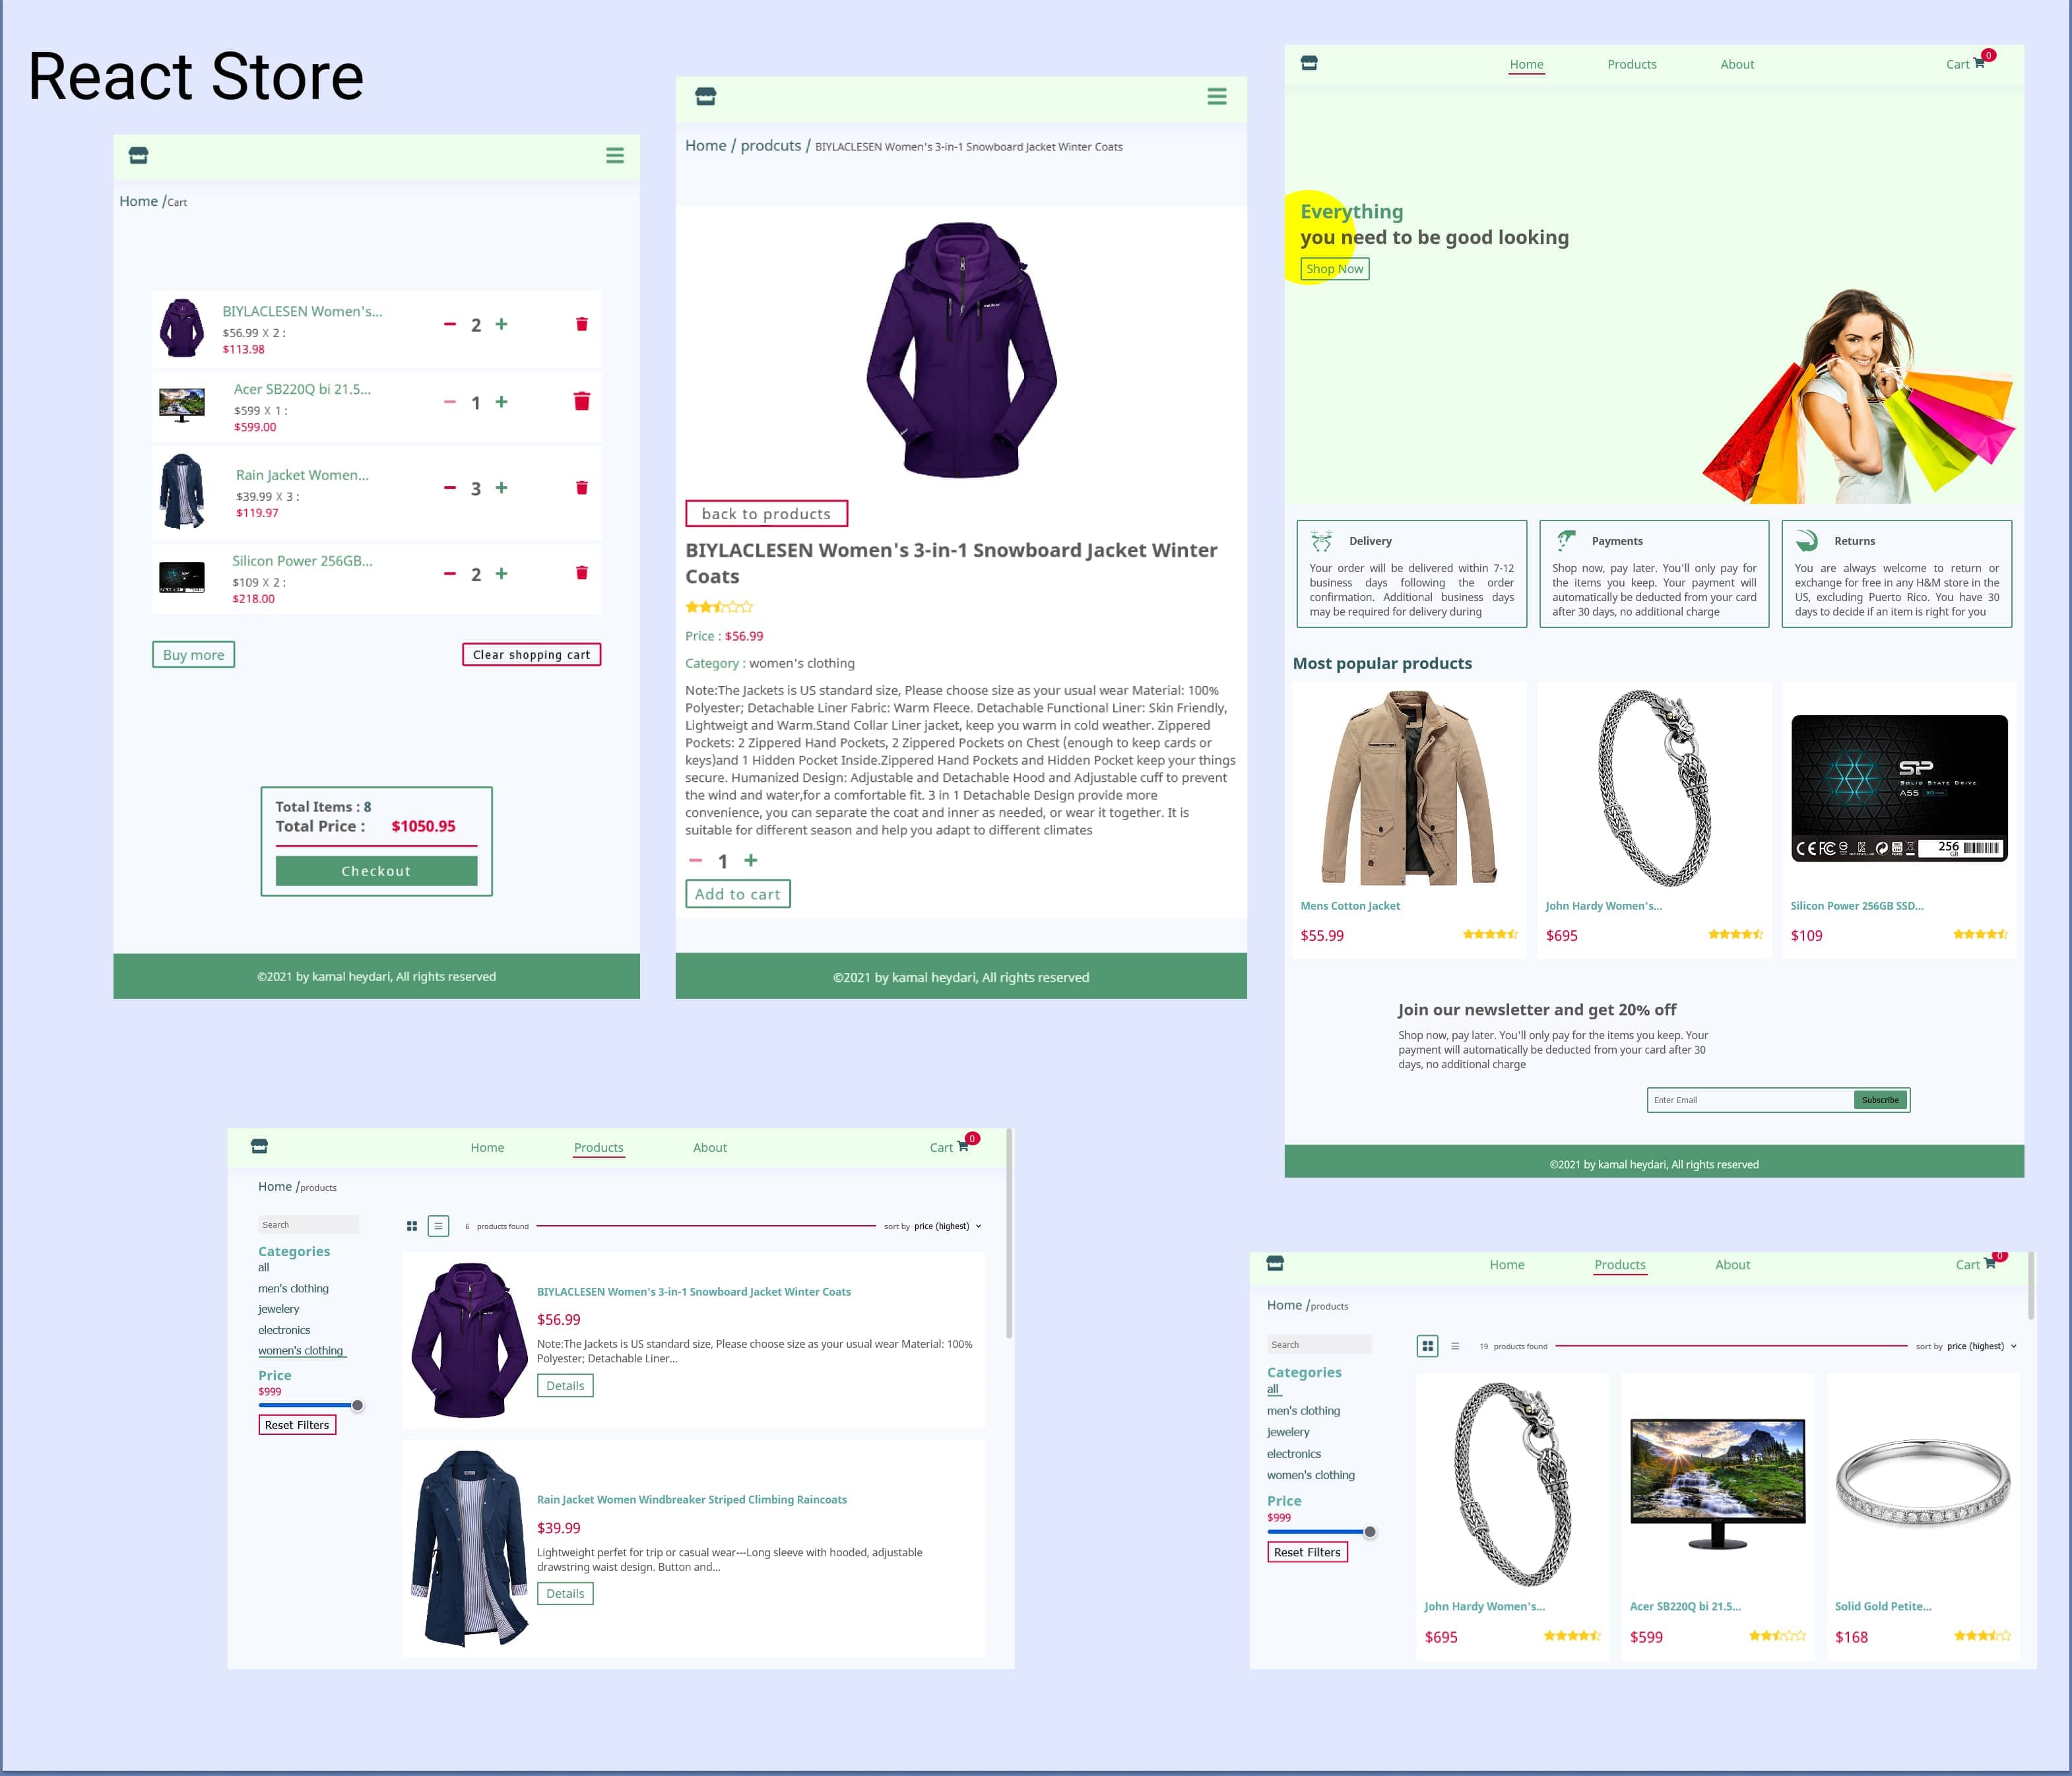 React Store
Home /Cart
BIYLACLESEN Women's...
$56.99 X 2 :
$113.98
2
Acer SB220Q bi 21.5...
$599 X 1 :
$599.00
1
Rain Jacket Women...
$39.99 X 3 :
$119.97
3
Silicon Power 256GB...
$109 X 2 :
$218.00
2
Buy more
Clear shopping cart
Total Items : 8
Total Price : $1050.95
Checkout
©2021 by kamal heydari, All rights reserved
Home / prodcuts / BIYLACLESEN Women's 3-in-1 Snowboard Jacket Winter Coats
back to products
BIYLACLESEN Women's 3-in-1 Snowboard Jacket Winter
Coats
Price : $56.99
Category : women's clothing
Note:The Jackets is US standard size, Please choose size as your usual wear Material: 100%
Polyester; Detachable Liner Fabric: Warm Fleece. Detachable Functional Liner: Skin Friendly,
Lightweigt and Warm.Stand Collar Liner jacket, keep you warm in cold weather. Zippered
Pockets: 2 Zippered Hand Pockets, 2 Zippered Pockets on Chest (enough to keep cards or
keys)and 1 Hidden Pocket Inside.Zippered Hand Pockets and Hidden Pocket keep your things
secure. Humanized Design: Adjustable and Detachable Hood and Adjustable cuff to prevent
the wind and water,for a comfortable fit. 3 in 1 Detachable Design provide more
convenience, you can separate the coat and inner as needed, or wear it together. It is
suitable for different season and help you adapt to different climates
1
Add to cart
©2021 by kamal heydari, All rights reserved
Home Products About Cart 0
Everything
you need to be good looking
Shop Now
Delivery
Your order will be delivered within 7-12
business days following the order
confirmation. Additional business days
may be required for delivery during
Payments
Shop now, pay later. You'll only pay for
the items you keep. Your payment will
automatically be deducted from your card
after 30 days, no additional charge
Returns
You are always welcome to return or
exchange for free in any H&M store in the
US, excluding Puerto Rico. You have 30
days to decide if an item is right for you
Most popular products
SP
SOLID STATE DRIVE
A55
256
GB
Mens Cotton Jacket
$55.99
John Hardy Women's...
$695
Silicon Power 256GB SSD...
$109
Join our newsletter and get 20% off
Shop now, pay later. You'll only pay for the items you keep. Your
payment will automatically be deducted from your card after 30
days, no additional charge
Enter Email
Subscribe
©2021 by kamal heydari, All rights reserved
Home Products About Cart 0
Home /products
Search
Categories
all
men's clothing
jewelery
electronics
women's clothing
Price
$999
Reset Filters
6 products found
sort by price (highest)
BIYLACLESEN Women's 3-in-1 Snowboard Jacket Winter Coats
$56.99
Note:The Jackets is US standard size, Please choose size as your usual wear Material: 100%
Polyester; Detachable Liner...
Details
Rain Jacket Women Windbreaker Striped Climbing Raincoats
$39.99
Lightweight perfet for trip or casual wear---Long sleeve with hooded, adjustable
drawstring waist design. Button and...
Details
Home Products About Cart 0
Home /products
Search
Categories
all
men's clothing
jewelery
electronics
women's clothing
Price
$999
Reset Filters
19 products found
sort by price (highest)
John Hardy Women's...
$695
Acer SB220Q bi 21.5...
$599
Solid Gold Petite...
$168